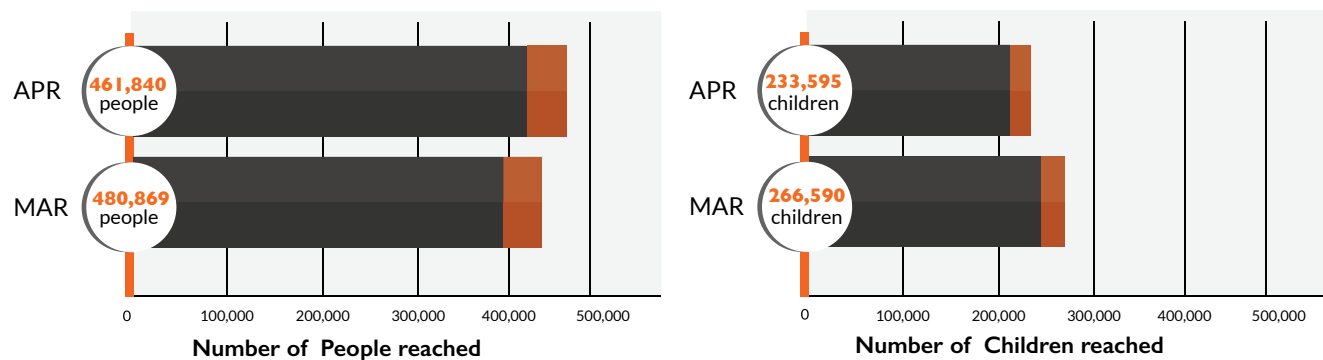 APR
461,840
people
MAR
480,869
people
0 100,000 200,000 300,000 400,000 500,000
Number of People reached
APR
233,595
children
MAR
266,590
children
0 100,000 200,000 300,000 400,000 500,000
Number of Children reached